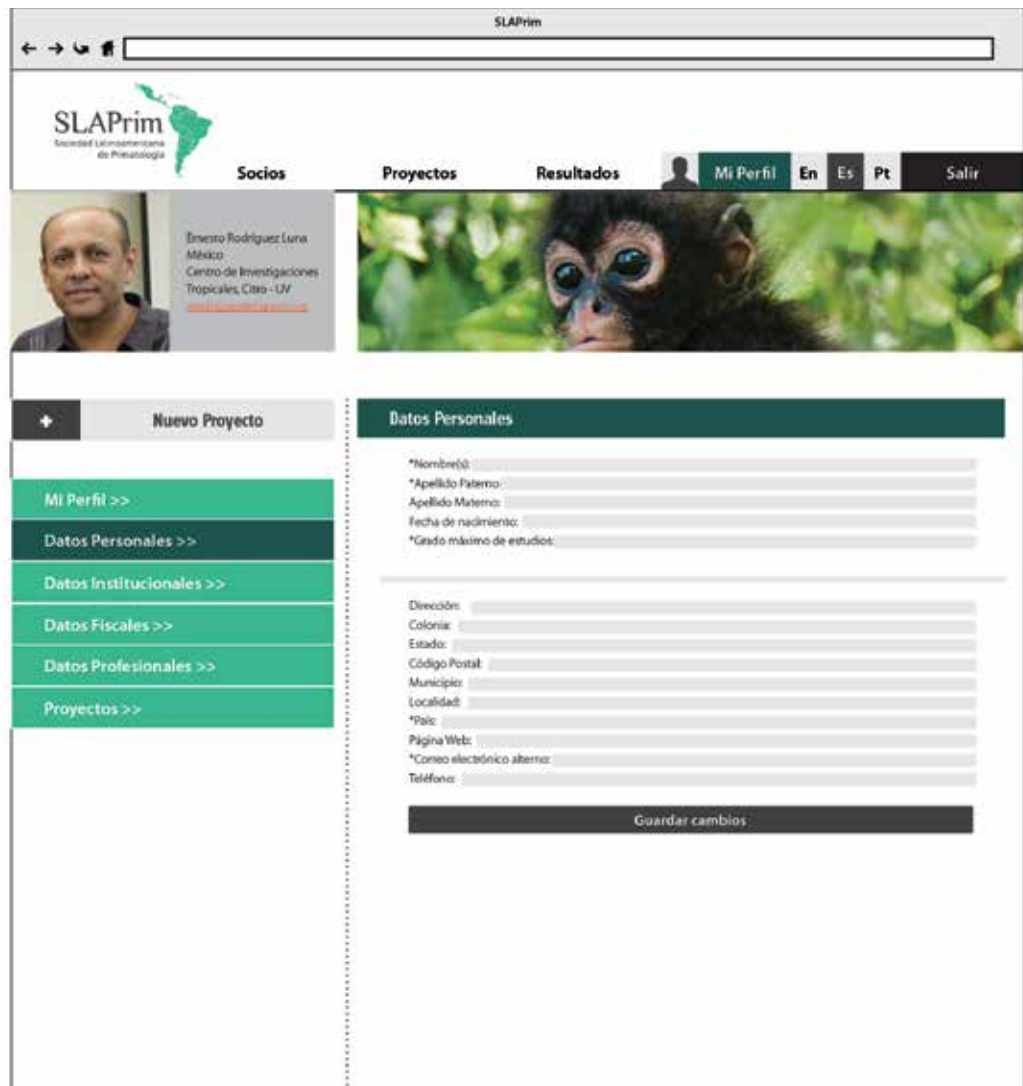 SLAPrim
SLAPrim
Sociedad Latinoamericana
de Primatología
Socios
Proyectos
Resultados
Mi Perfil
En
Es
Pt
Salir
Ernesto Rodríguez Luna
México
Centro de Investigaciones
Tropicales, Citro - UV
Nuevo Proyecto
Datos Personales
*Nombre(s):
*Apellido Paterno:
Apellido Materno:
Fecha de nacimiento:
*Grado máximo de estudios:
Mi Perfil >>
Datos Personales >>
Datos Institucionales >>
Datos Fiscales >>
Datos Profesionales >>
Proyectos >>
Dirección:
Colonia:
Estado:
Código Postal:
Municipio:
Localidad:
*País:
Página Web:
*Correo electrónico alterno:
Teléfono:
Guardar cambios